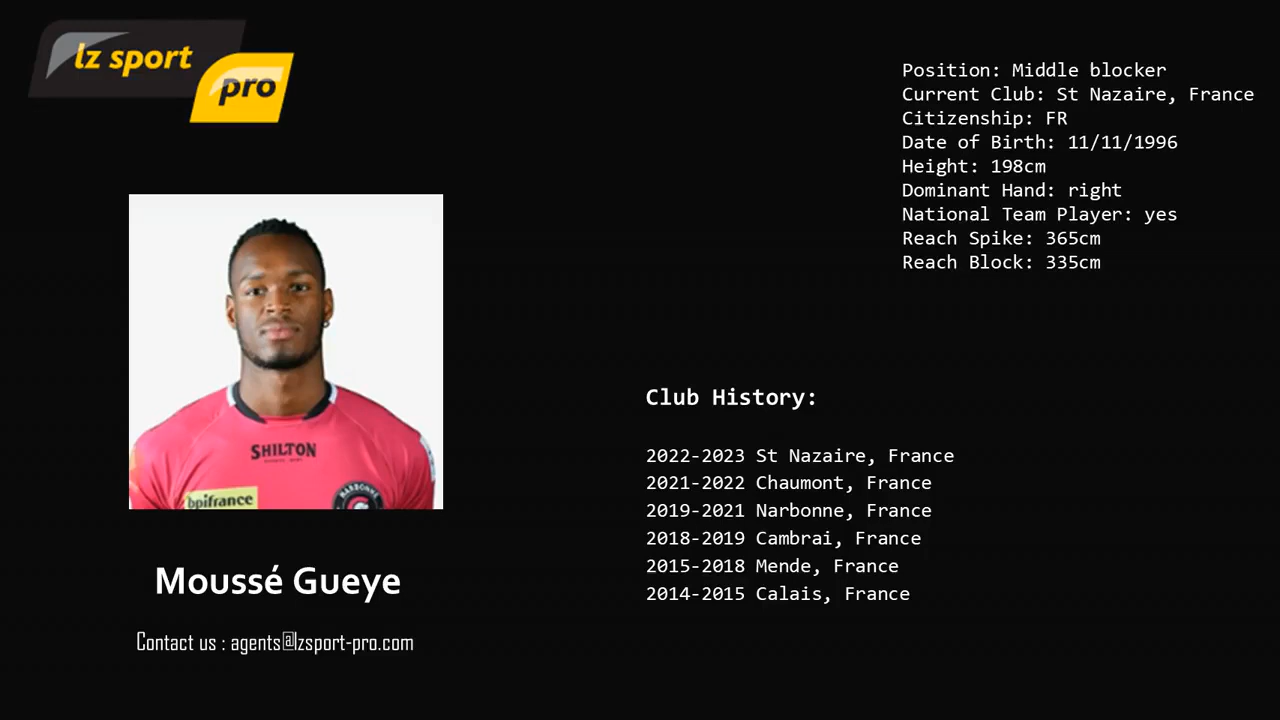 lz sport
pro
Position: Middle blocker
Current Club: St Nazaire, France
Citizenship: FR
Date of Birth: 11/11/1996
Height: 198cm
Dominant Hand: right
National Team Player: yes
Reach Spike: 365cm
Reach Block: 335cm
SHILTON
bpifrance
NARBONNE
Club History:
2022-2023 St Nazaire, France
2021-2022 Chaumont, France
2019-2021 Narbonne, France
2018-2019 Cambrai, France
2015-2018 Mende, France
2014-2015 Calais, France
Moussé Gueye
Contact us : agents@lzsport-pro.com